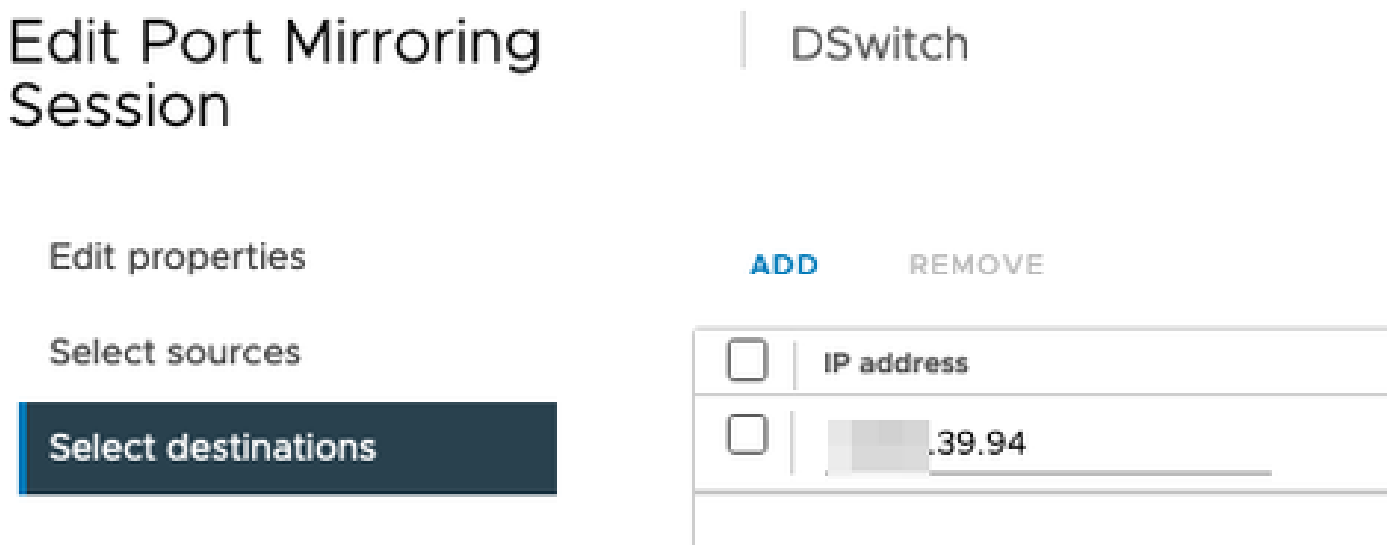 Edit Port Mirroring
Session
DSwitch
Edit properties
Select sources
Select destinations
ADD REMOVE
IP address
.39.94